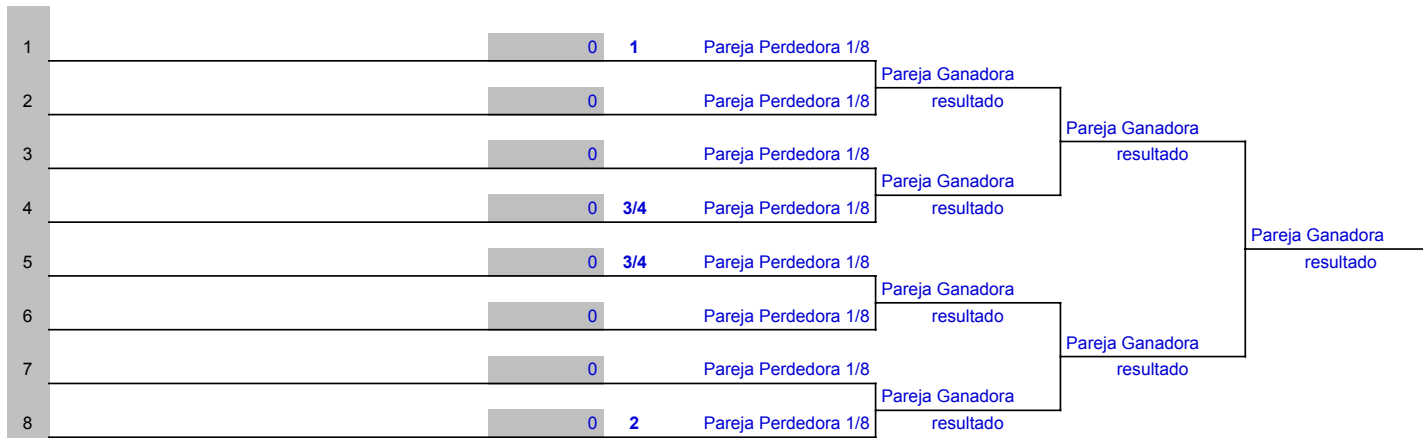 1 0 1 Pareja Perdedora 1/8
Pareja Ganadora
2 0 Pareja Perdedora 1/8 resultado
Pareja Ganadora
3 0 Pareja Perdedora 1/8 resultado
Pareja Ganadora
4 0 3/4 Pareja Perdedora 1/8 resultado
Pareja Ganadora
5 0 3/4 Pareja Perdedora 1/8 resultado
Pareja Ganadora
6 0 Pareja Perdedora 1/8 resultado
Pareja Ganadora
7 0 Pareja Perdedora 1/8 resultado
Pareja Ganadora
8 0 2 Pareja Perdedora 1/8 resultado